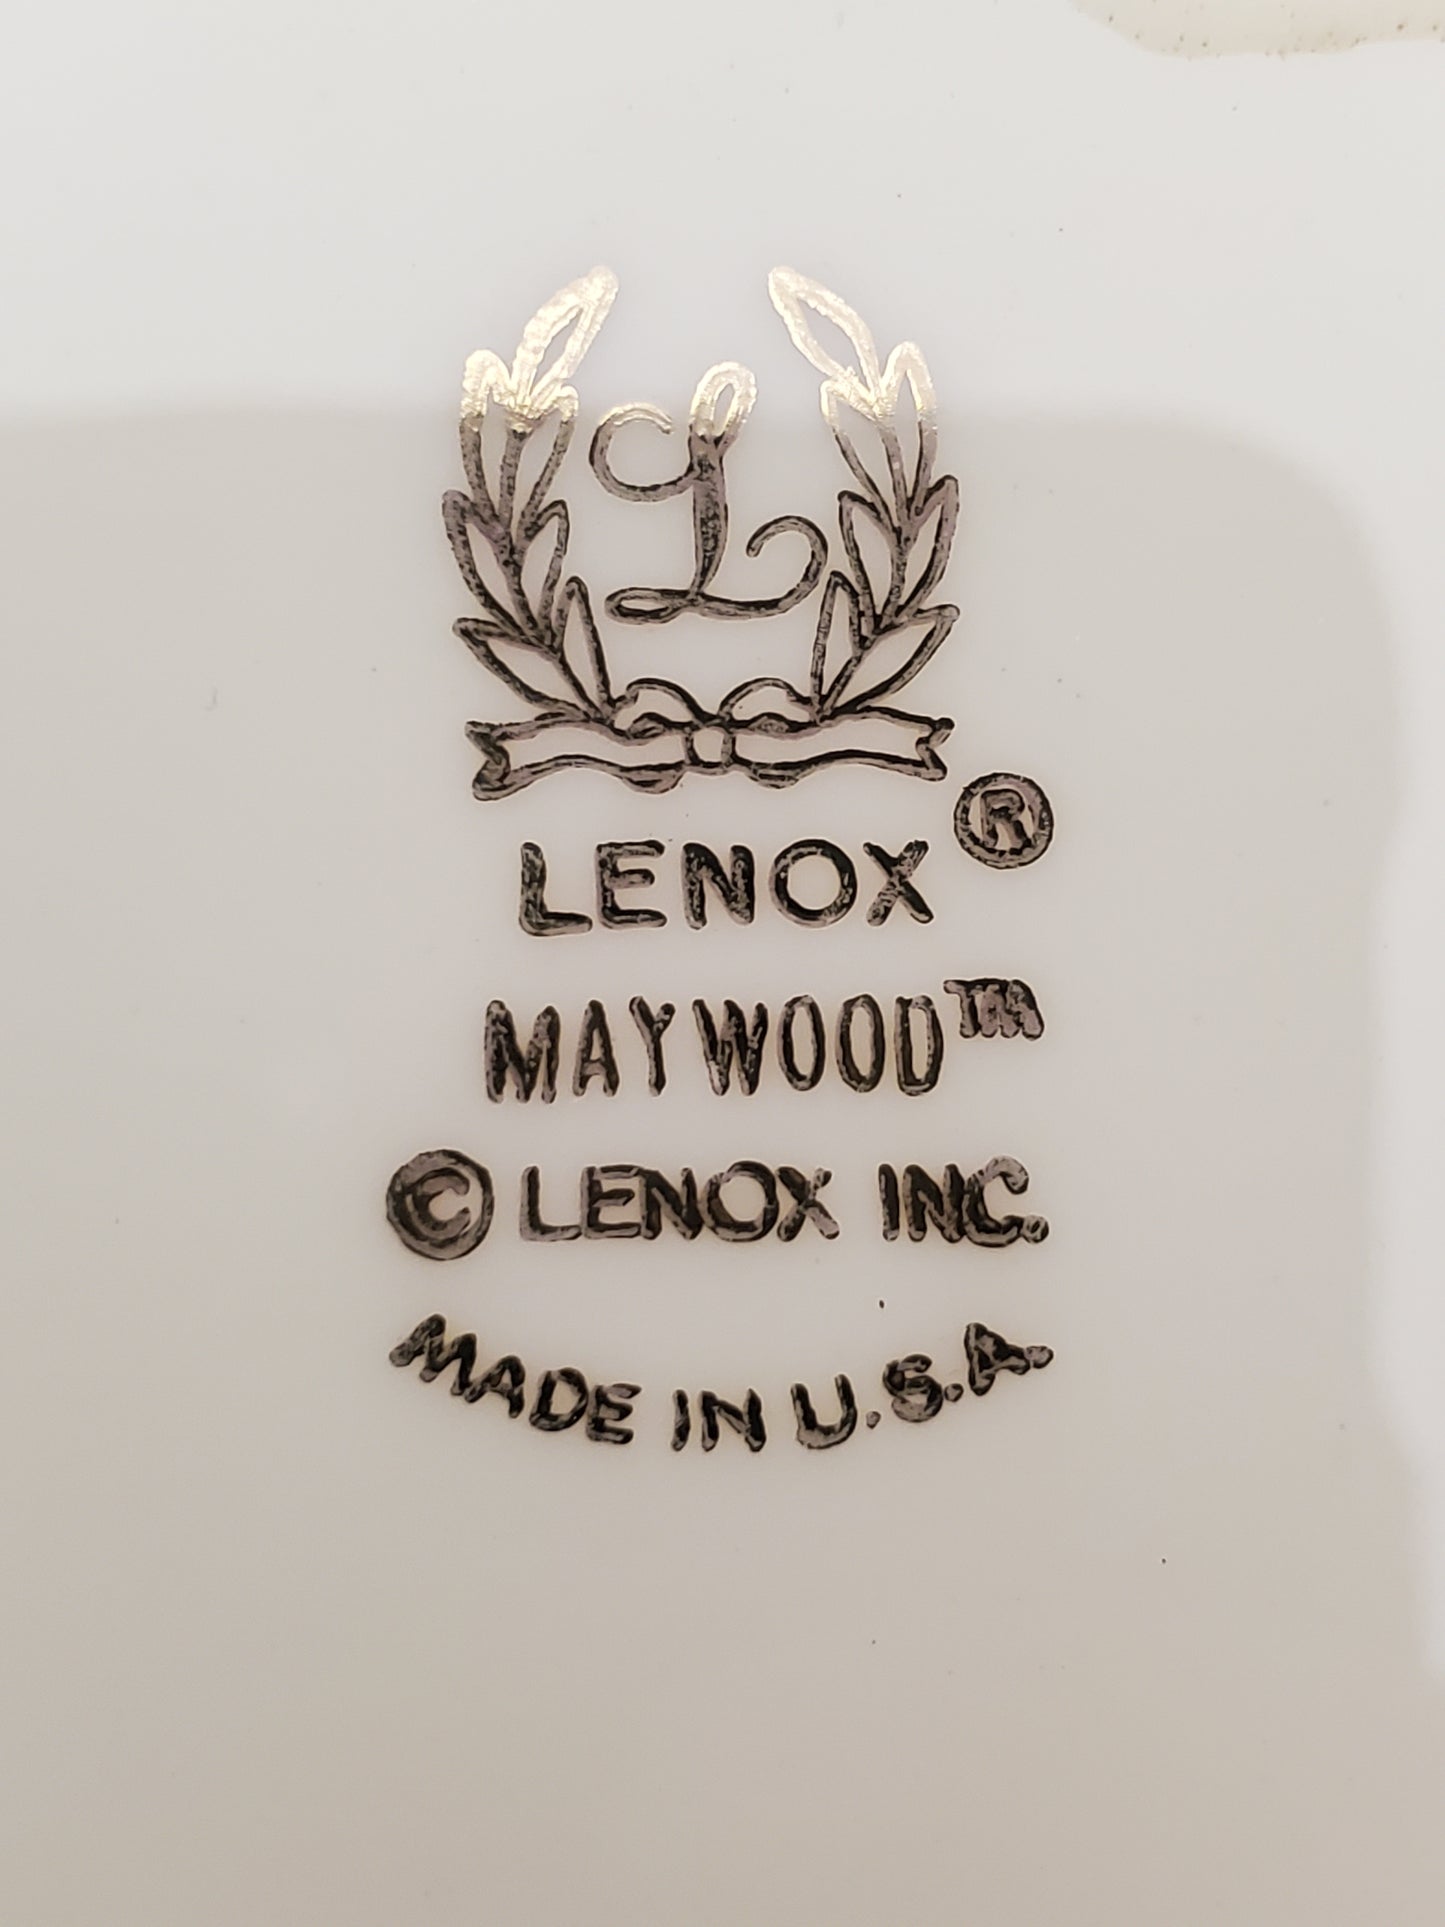 L
LENOX®
MAYWOOD™
© LENOX INC.
MADE IN U.S.A.